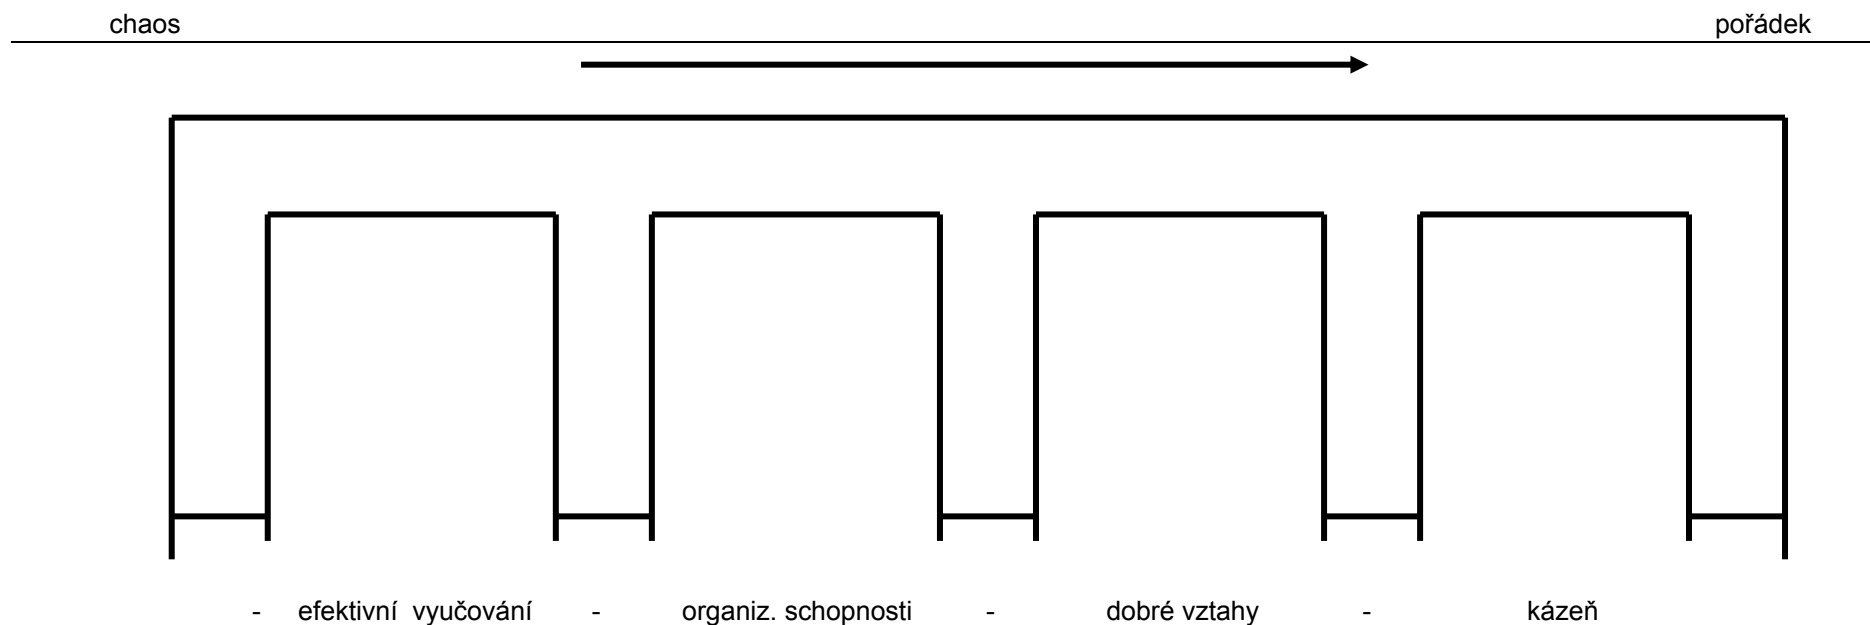 chaos pořádek
- efektivní vyučování - organiz. schopnosti - dobré vztahy - kázeň